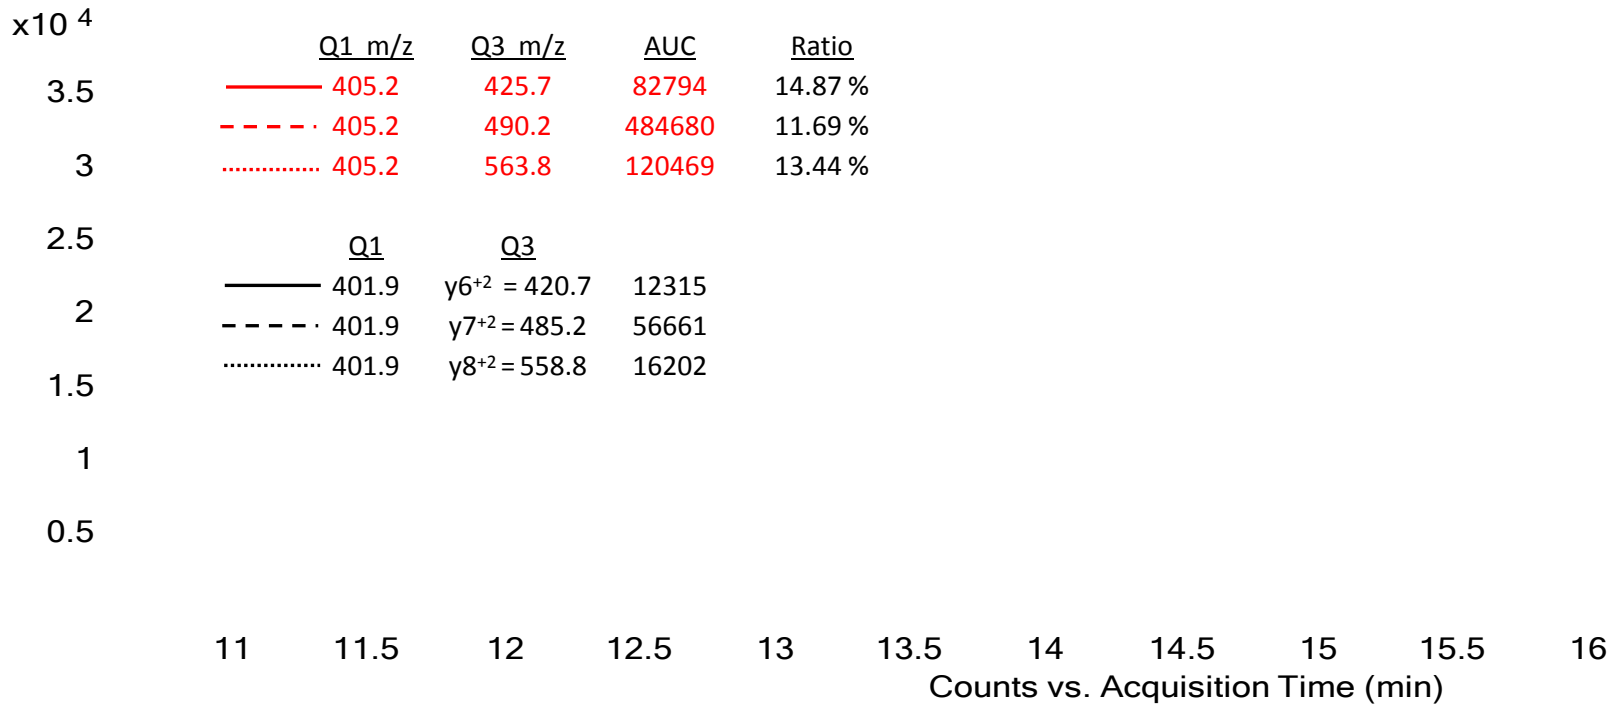 x10 4
Q1 m/z Q3 m/z AUC Ratio
3.5 405.2 425.7 82794 14.87 %
405.2 490.2 484680 11.69 %
3 405.2 563.8 120469 13.44 %
2.5 Q1 Q3
401.9 y6+2 = 420.7 12315
2 401.9 y7+2 = 485.2 56661
401.9 y8+2 = 558.8 16202
1.5
1
0.5
11 11.5 12 12.5 13 13.5 14 14.5 15 15.5 16
Counts vs. Acquisition Time (min)